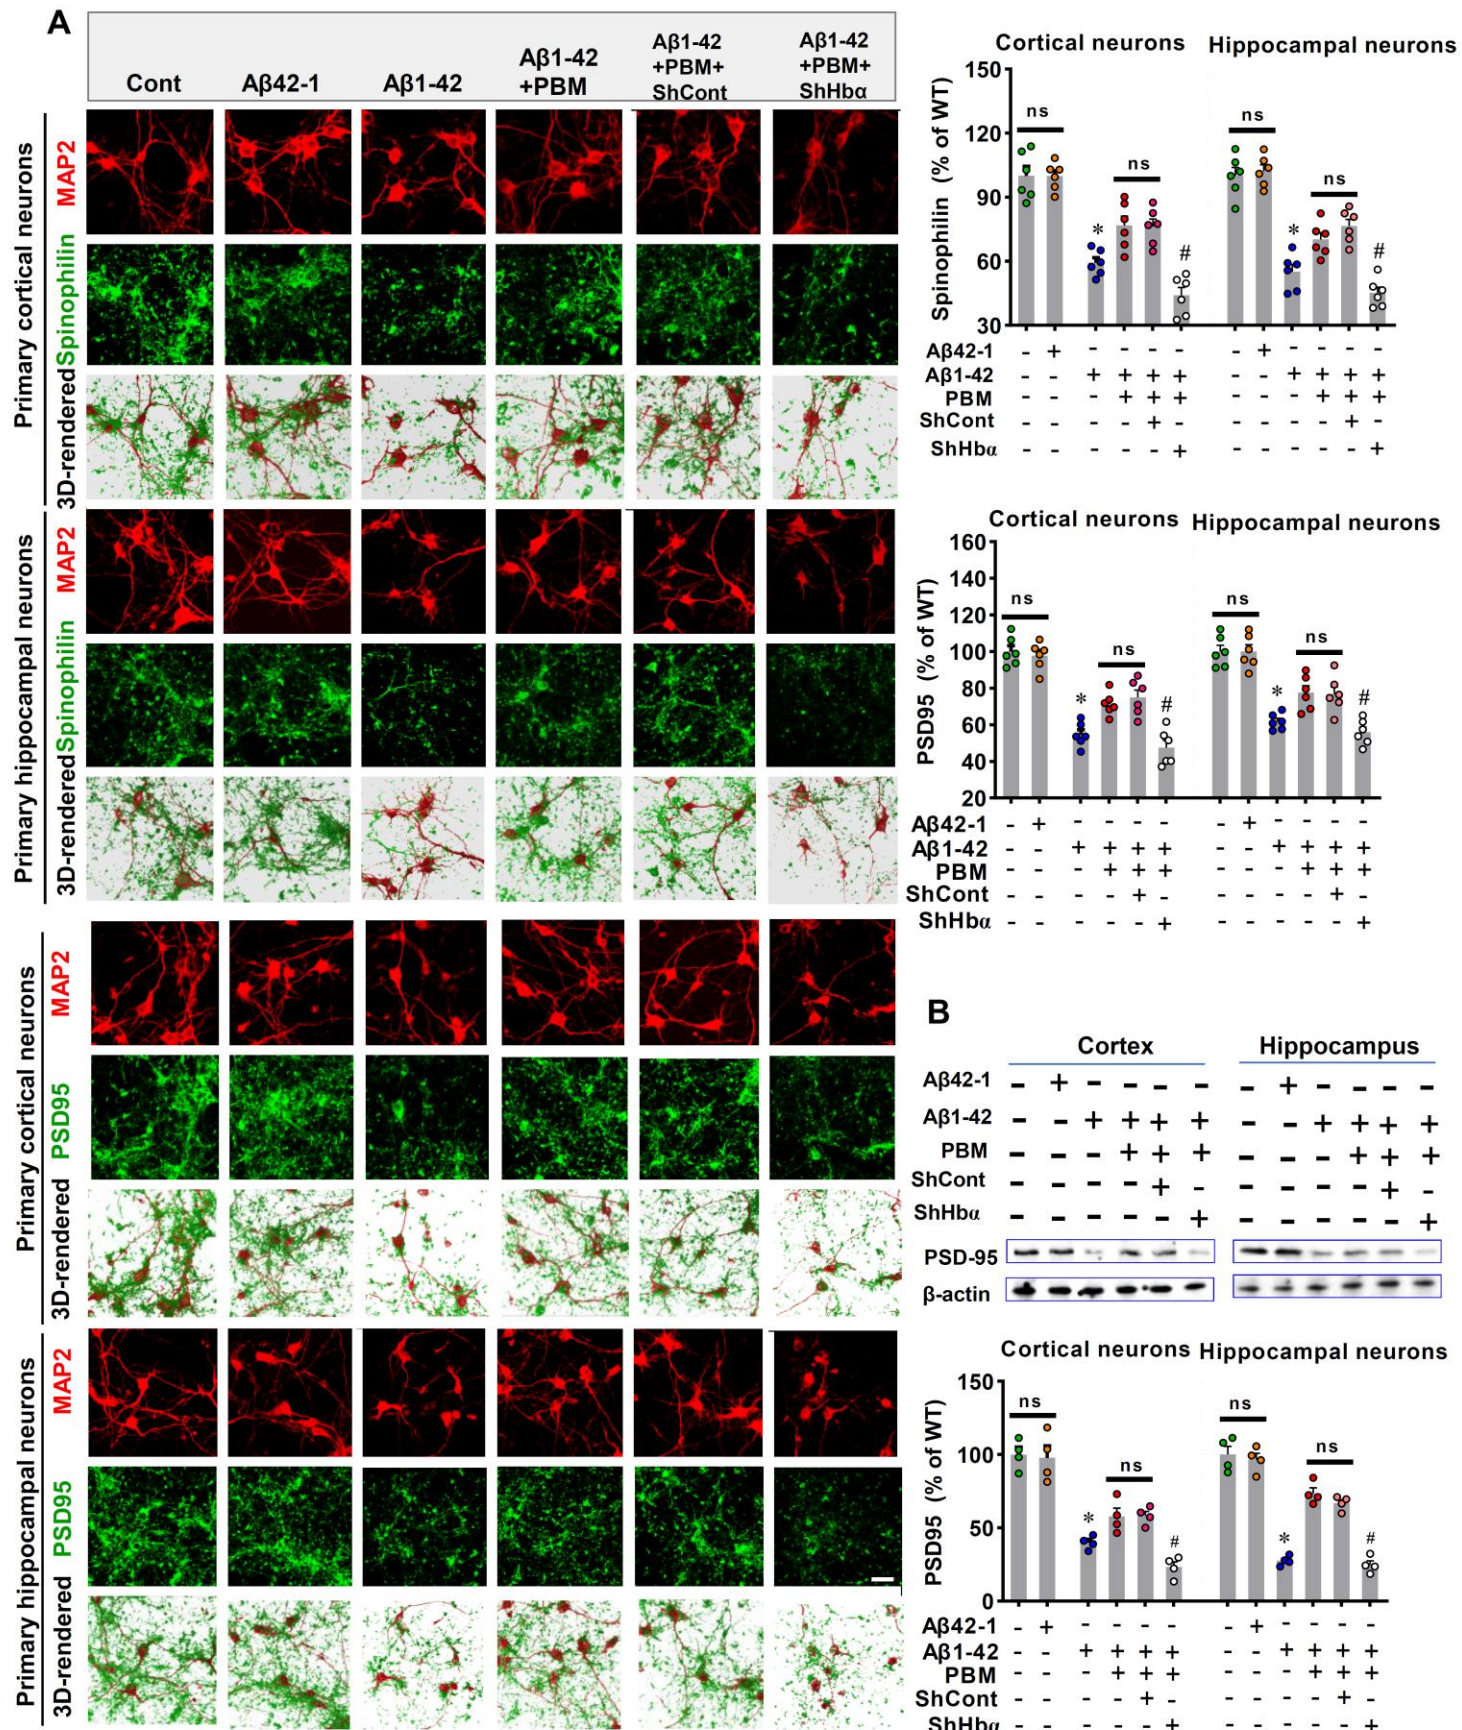 A
Cont
Aβ42-1
Aβ1-42
Aβ1-42
+PBM
Aβ1-42
+PBM+
ShCont
Aβ1-42
+PBM+
ShHbα
Primary cortical neurons
MAP2
Spinophilin
3D-rendered
Primary hippocampal neurons
MAP2
Spinophilin
3D-rendered
Primary cortical neurons
MAP2
PSD95
3D-rendered
Primary hippocampal neurons
MAP2
PSD95
3D-rendered
Cortical neurons Hippocampal neurons
Spinophilin (% of WT)
150
120
90
60
30
ns ns * # ns ns * #
Aβ42-1 - + - - - - - + - - - -
Aβ1-42 - - + + + + - - + + + +
PBM - - - + + + - - - + + +
ShCont - - - - + - - - - - + -
ShHbα - - - - - + - - - - - +
Cortical neurons Hippocampal neurons
PSD95 (% of WT)
160
140
120
100
80
60
40
20
ns ns * # ns ns * #
Aβ42-1 - + - - - - - + - - - -
Aβ1-42 - - + + + + - - + + + +
PBM - - - + + + - - - + + +
ShCont - - - - + - - - - - + -
ShHbα - - - - - + - - - - - +
B
Cortex Hippocampus
Aβ42-1 - + - - - - - + - - - -
Aβ1-42 - - + + + + - - + + + +
PBM - - - + + + - - - + + +
ShCont - - - - + - - - - - + -
ShHbα - - - - - + - - - - - +
PSD-95
β-actin
Cortical neurons Hippocampal neurons
PSD95 (% of WT)
150
100
50
0
ns ns * # ns ns * #
Aβ42-1 - + - - - - - + - - - -
Aβ1-42 - - + + + + - - + + + +
PBM - - - + + + - - - + + +
ShCont - - - - + - - - - - + -
ShHbα - - - - - + - - - - - +